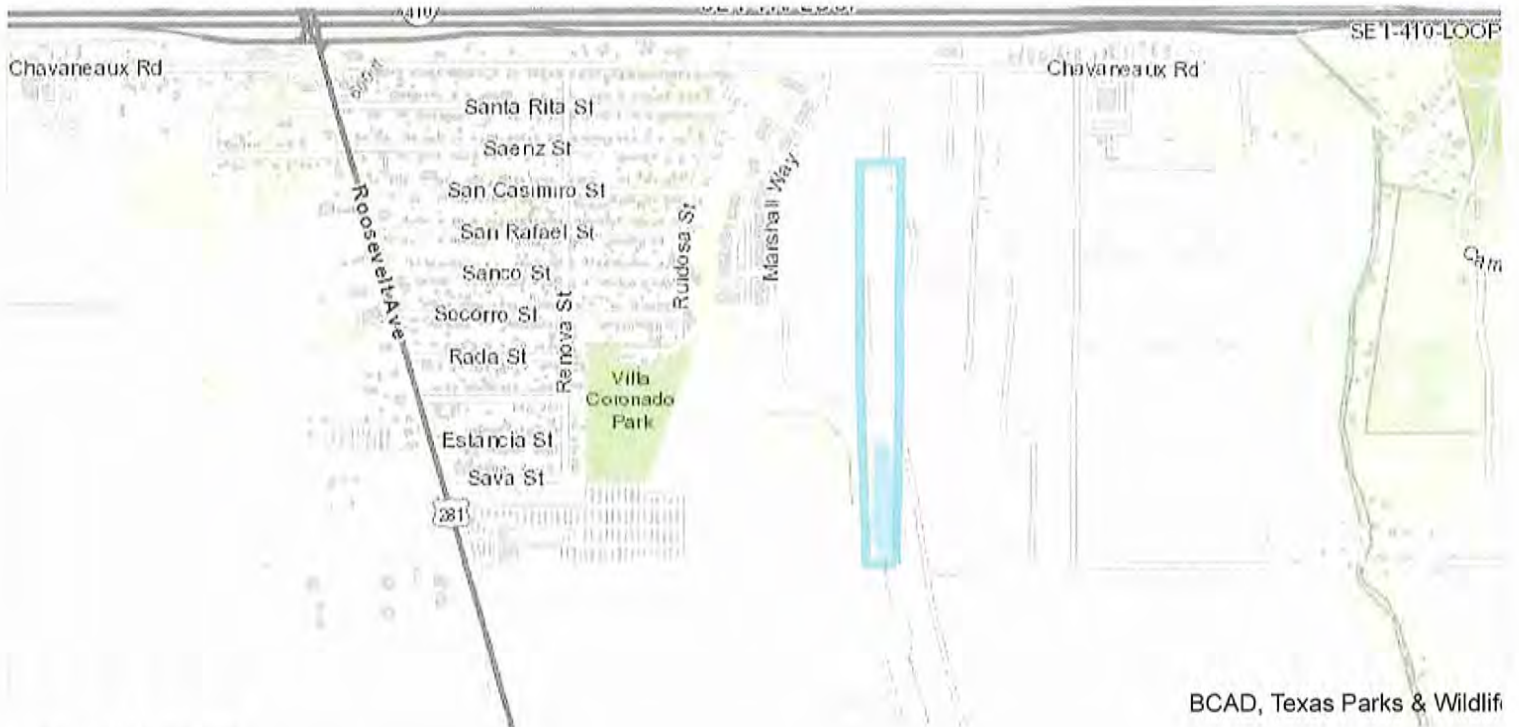 410
SE I-410-LOOP
Chavaneaux Rd
Chavaneaux Rd
Santa Rita St
Saenz St
San Casimiro St
San Rafael St
Sanco St
Socorro St
Rada St
Estancia St
Sava St
Roosevelt Ave
Renova St
Ruidosa St
Marshall Way
Villa
Coronado
Park
281
Cam
BCAD, Texas Parks & Wildlif